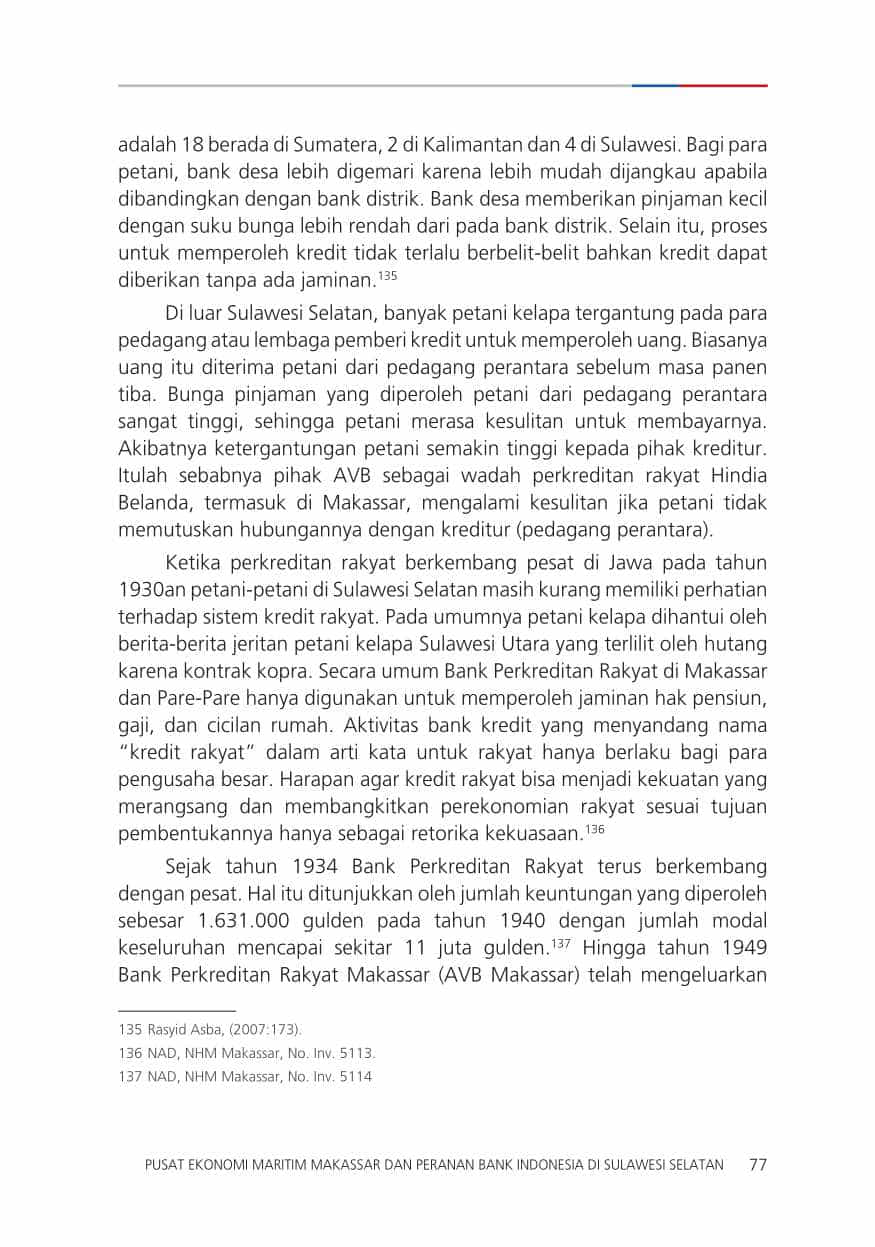 adalah 18 berada di Sumatera, 2 di Kalimantan dan 4 di Sulawesi. Bagi para
petani, bank desa lebih digemari karena lebih mudah dijangkau apabila
dibandingkan dengan bank distrik. Bank desa memberikan pinjaman kecil
dengan suku bunga lebih rendah dari pada bank distrik. Selain itu, proses
untuk memperoleh kredit tidak terlalu berbelit-belit bahkan kredit dapat
diberikan tanpa ada jaminan.135
Di luar Sulawesi Selatan, banyak petani kelapa tergantung pada para
pedagang atau lembaga pemberi kredit untuk memperoleh uang. Biasanya
uang itu diterima petani dari pedagang perantara sebelum masa panen
tiba. Bunga pinjaman yang diperoleh petani dari pedagang perantara
sangat tinggi, sehingga petani merasa kesulitan untuk membayarnya.
Akibatnya ketergantungan petani semakin tinggi kepada pihak kreditur.
Itulah sebabnya pihak AVB sebagai wadah perkreditan rakyat Hindia
Belanda, termasuk di Makassar, mengalami kesulitan jika petani tidak
memutuskan hubungannya dengan kreditur (pedagang perantara).
Ketika perkreditan rakyat berkembang pesat di Jawa pada tahun
1930an petani-petani di Sulawesi Selatan masih kurang memiliki perhatian
terhadap sistem kredit rakyat. Pada umumnya petani kelapa dihantui oleh
berita-berita jeritan petani kelapa Sulawesi Utara yang terlilit oleh hutang
karena kontrak kopra. Secara umum Bank Perkreditan Rakyat di Makassar
dan Pare-Pare hanya digunakan untuk memperoleh jaminan hak pensiun,
gaji, dan cicilan rumah. Aktivitas bank kredit yang menyandang nama
“kredit rakyat” dalam arti kata untuk rakyat hanya berlaku bagi para
pengusaha besar. Harapan agar kredit rakyat bisa menjadi kekuatan yang
merangsang dan membangkitkan perekonomian rakyat sesuai tujuan
pembentukannya hanya sebagai retorika kekuasaan.136
Sejak tahun 1934 Bank Perkreditan Rakyat terus berkembang
dengan pesat. Hal itu ditunjukkan oleh jumlah keuntungan yang diperoleh
sebesar 1.631.000 gulden pada tahun 1940 dengan jumlah modal
keseluruhan mencapai sekitar 11 juta gulden.137 Hingga tahun 1949
Bank Perkreditan Rakyat Makassar (AVB Makassar) telah mengeluarkan
135 Rasyid Asba, (2007:173).
136 NAD, NHM Makassar, No. Inv. 5113.
137 NAD, NHM Makassar, No. Inv. 5114
PUSAT EKONOMI MARITIM MAKASSAR DAN PERANAN BANK INDONESIA DI SULAWESI SELATAN 77